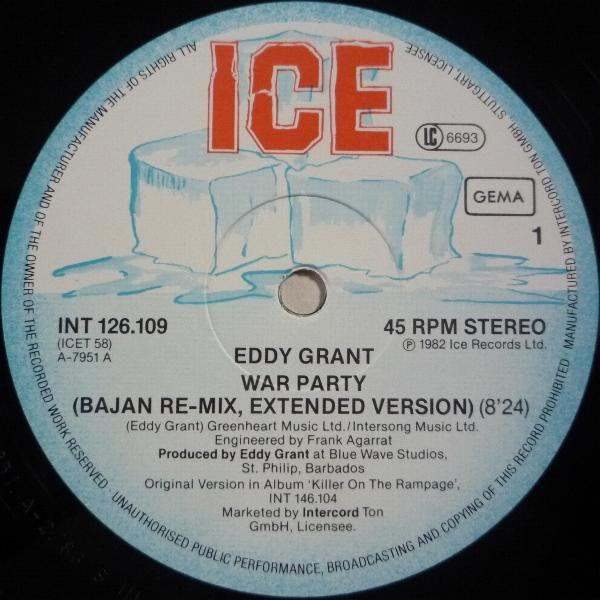 ICE
LC 6693
GEMA
1
INT 126.109
(ICET 58)
A-7951 A
45 RPM STEREO
℗ 1982 Ice Records Ltd.
EDDY GRANT
WAR PARTY
(BAJAN RE-MIX, EXTENDED VERSION) (8'24)
(Eddy Grant) Greenheart Music Ltd./Intersong Music Ltd.
Engineered by Frank Agarrat
Produced by Eddy Grant at Blue Wave Studios,
St. Philip, Barbados
Original Version in Album 'Killer On The Rampage',
INT 146.104
Marketed by Intercord Ton
GmbH, Licensee.
ALL RIGHTS OF THE MANUFACTURER AND OF THE OWNER OF THE RECORDED WORK RESERVED · UNAUTHORISED PUBLIC PERFORMANCE, BROADCASTING AND COPYING OF THIS RECORD PROHIBITED · MANUFACTURED BY INTERCORD TON GMBH, STUTTGART, LICENSEE